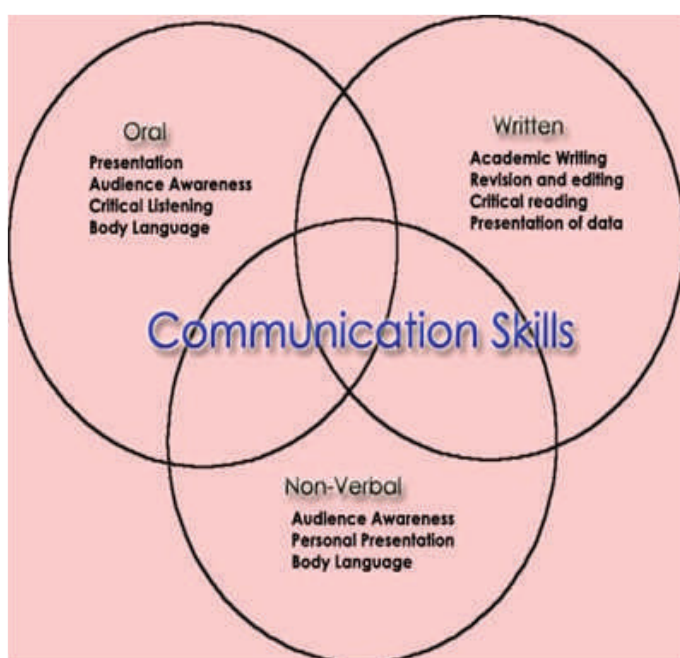 Oral
Presentation
Audience Awareness
Critical Listening
Body Language
Written
Academic Writing
Revision and editing
Critical reading
Presentation of data
Communication Skills
Non-Verbal
Audience Awareness
Personal Presentation
Body Language